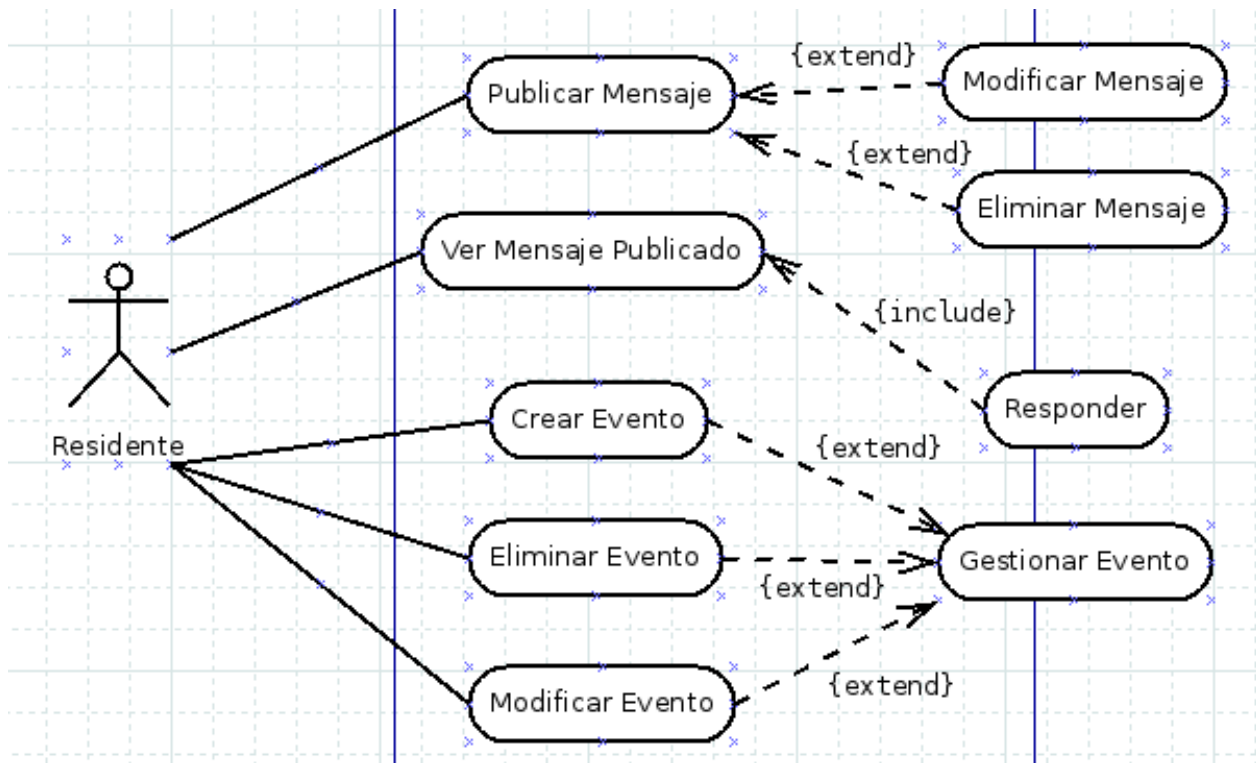 {extend}
Publicar Mensaje
Modificar Mensaje
{extend}
Eliminar Mensaje
Ver Mensaje Publicado
{include}
Responder
Crear Evento
Residente
{extend}
Eliminar Evento
Gestionar Evento
{extend}
Modificar Evento
{extend}